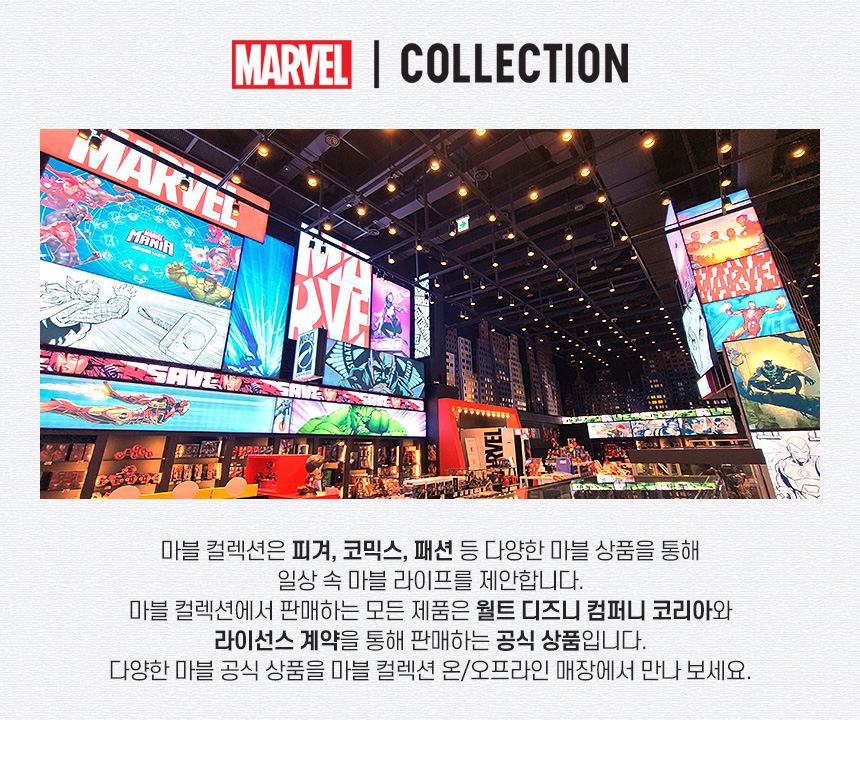 MARVEL | COLLECTION
MARVEL
MARVEL
MANIA
MARVEL
SAVE
SAVE
SAVE
MARVEL
MARVEL
마블 컬렉션은 피겨, 코믹스, 패션 등 다양한 마블 상품을 통해
일상 속 마블 라이프를 제안합니다.
마블 컬렉션에서 판매하는 모든 제품은 월트 디즈니 컴퍼니 코리아와
라이선스 계약을 통해 판매하는 공식 상품입니다.
다양한 마블 공식 상품을 마블 컬렉션 온/오프라인 매장에서 만나 보세요.